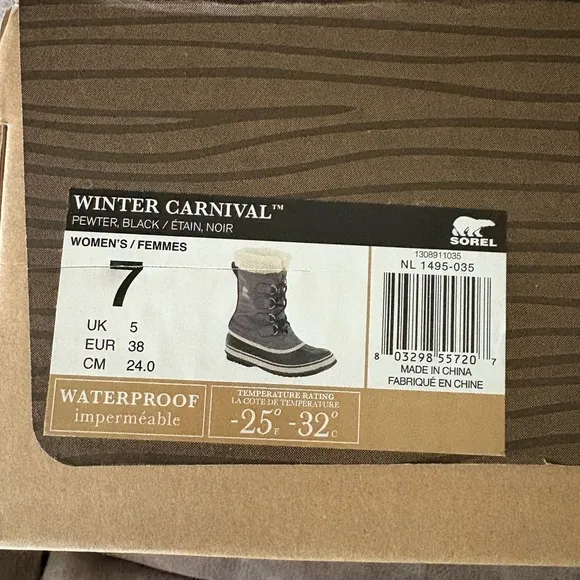 WINTER CARNIVAL™
PEWTER, BLACK / ÉTAIN, NOIR
SOREL
WOMEN'S / FEMMES
7
UK 5
EUR 38
CM 24.0
1308911035
NL 1495-035
8 03298 55720 7
MADE IN CHINA
FABRIQUÉ EN CHINE
WATERPROOF
imperméable
TEMPERATURE RATING
LA COTE DE TEMPÉRATURE
-25°F -32°C